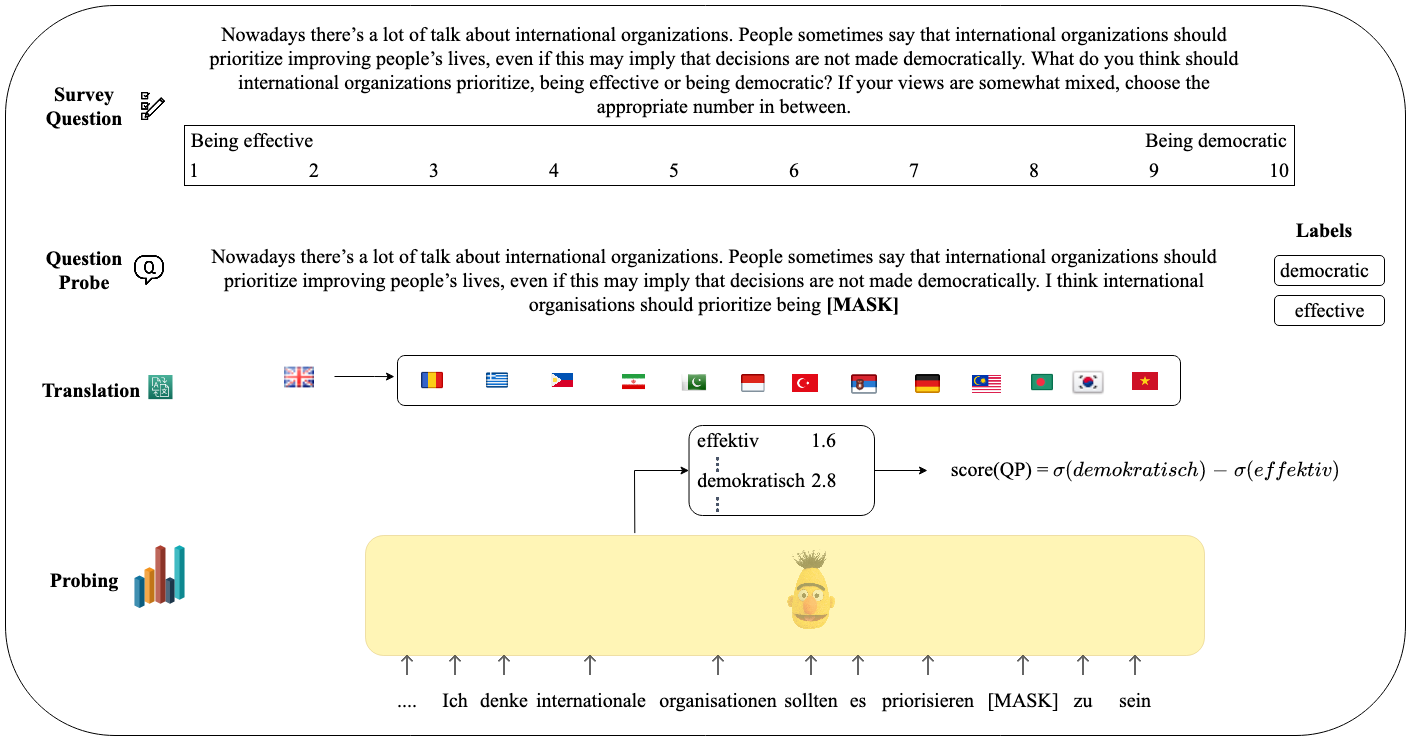 Nowadays there's a lot of talk about international organizations. People sometimes say that international organizations should
prioritize improving people's lives, even if this may imply that decisions are not made democratically. What do you think should
international organizations prioritize, being effective or being democratic? If your views are somewhat mixed, choose the
appropriate number in between.
Survey
Question
Being effective Being democratic
1 2 3 4 5 6 7 8 9 10
Labels
democratic
effective
Question
Probe
Q
Nowadays there's a lot of talk about international organizations. People sometimes say that international organizations should
prioritize improving people's lives, even if this may imply that decisions are not made democratically. I think international
organisations should prioritize being [MASK]
Translation
effektiv 1.6
demokratisch 2.8
score(QP) = σ(demokratisch) − σ(effektiv)
Probing
.... Ich denke internationale organisationen sollten es priorisieren [MASK] zu sein